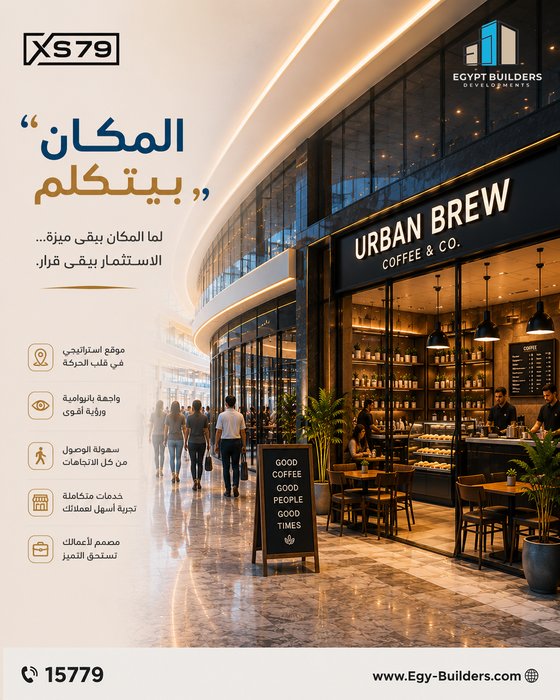 XS79
EGYPT BUILDERS
DEVELOPMENTS
“المكان
بيتكلم”
لما المكان يبقى ميزة...
الاستثمار يبقى قرار.
موقع استراتيجي
في قلب الحركة
واجهة بانورامية
ورؤية أقوى
سهولة الوصول
من كل الاتجاهات
خدمات متكاملة
تجربة أسهل لعملائك
مصمم لأعمالك
تستحق التميز
URBAN BREW
COFFEE & CO.
COFFEE
GOOD
COFFEE
GOOD
PEOPLE
GOOD
TIMES
15779
www.Egy-Builders.com